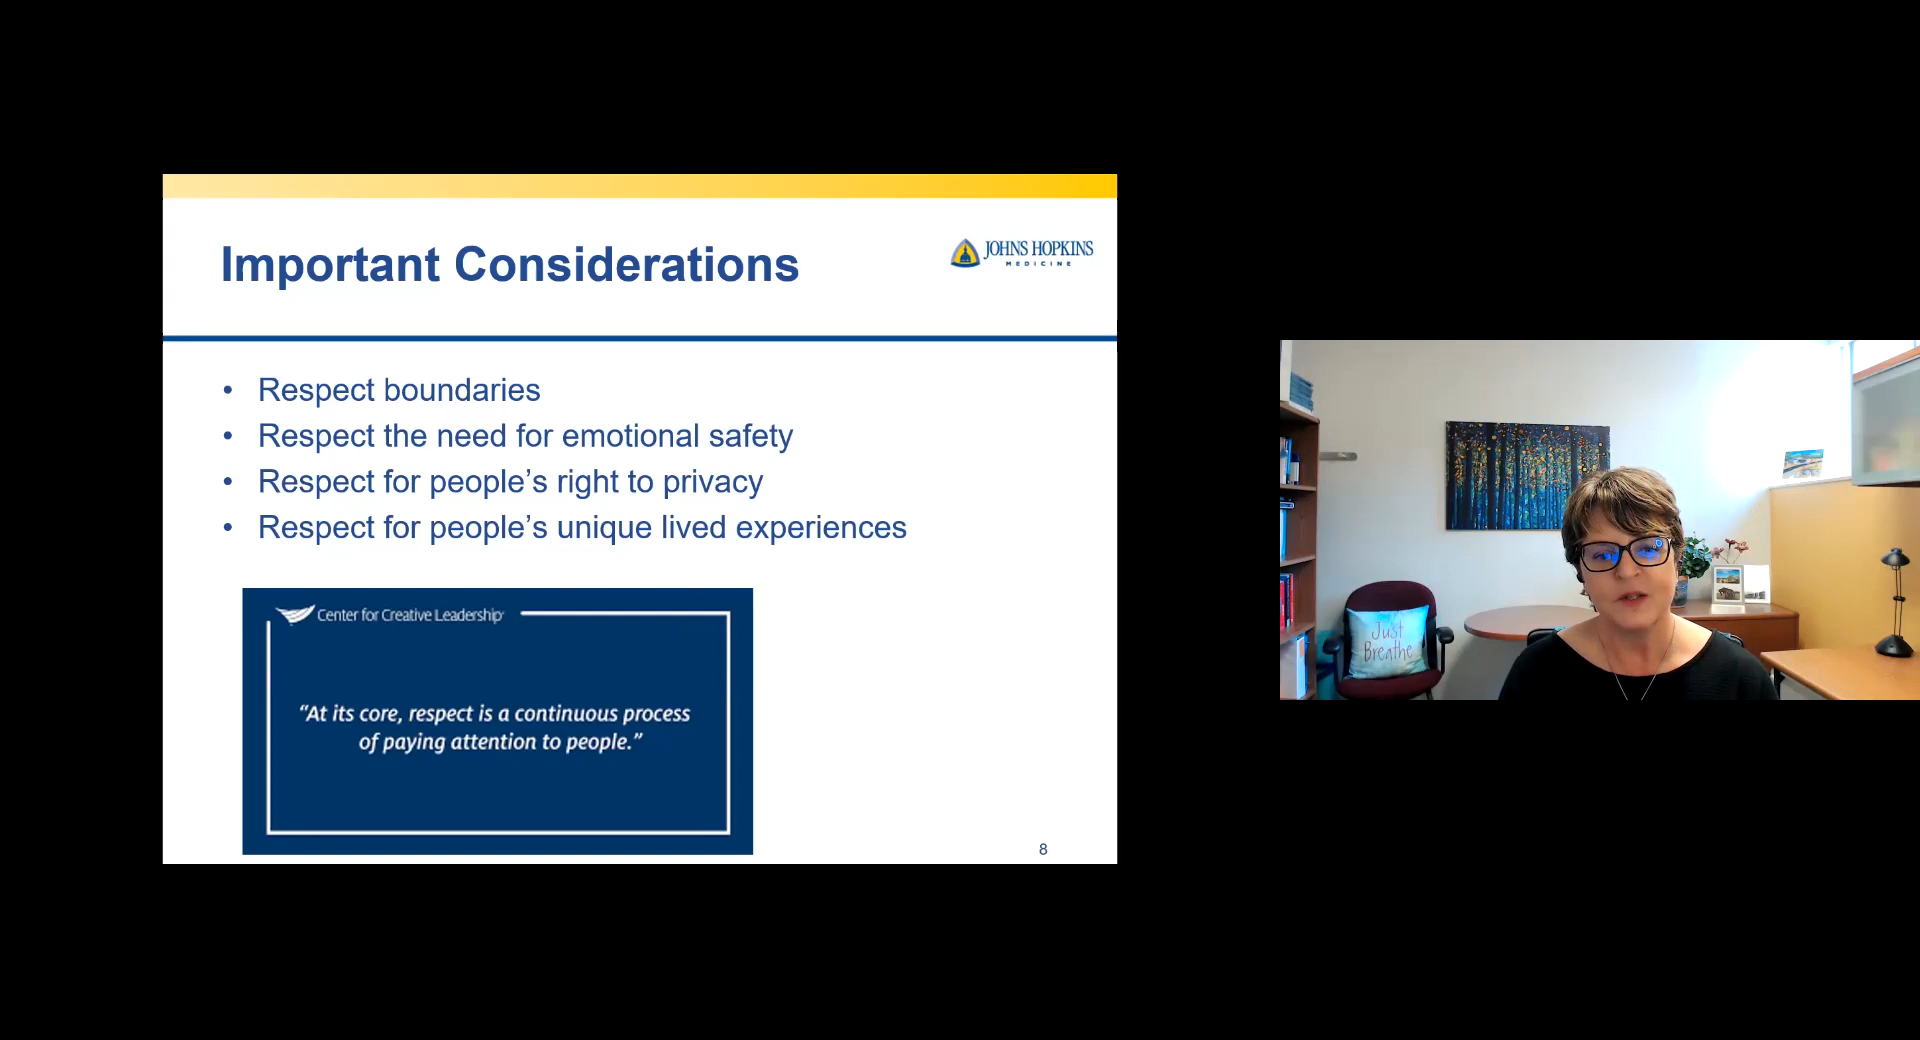 Important Considerations
JOHNS HOPKINS
MEDICINE
• Respect boundaries
• Respect the need for emotional safety
• Respect for people’s right to privacy
• Respect for people’s unique lived experiences
Center for Creative Leadership
“At its core, respect is a continuous process
of paying attention to people.”
8
Just
Breathe